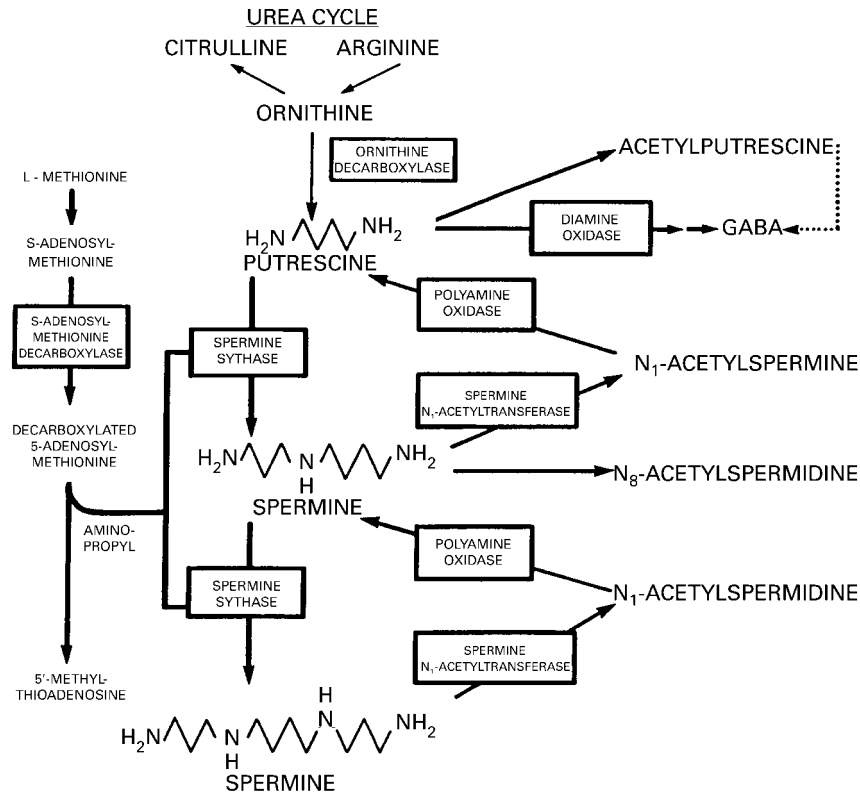 UREA CYCLE
CITRULLINE ARGININE
ORNITHINE
ORNITHINE
DECARBOXYLASE
ACETYLPUTRESCINE
L - METHIONINE
DIAMINE
OXIDASE
GABA
H₂N NH₂
PUTRESCINE
S-ADENOSYL-
METHIONINE
POLYAMINE
OXIDASE
S-ADENOSYL-
METHIONINE
DECARBOXYLASE
SPERMINE
SYTHASE
N₁-ACETYLSPERMINE
SPERMINE
N₁-ACETYLTRANSFERASE
DECARBOXYLATED
5-ADENOSYL-
METHIONINE
H₂N N NH₂
H
SPERMINE
N₈-ACETYLSPERMIDINE
AMINO-
PROPYL
POLYAMINE
OXIDASE
SPERMINE
SYTHASE
N₁-ACETYLSPERMIDINE
SPERMINE
N₁-ACETYLTRANSFERASE
5'-METHYL-
THIOADENOSINE
H
H₂N N N NH₂
H
SPERMINE